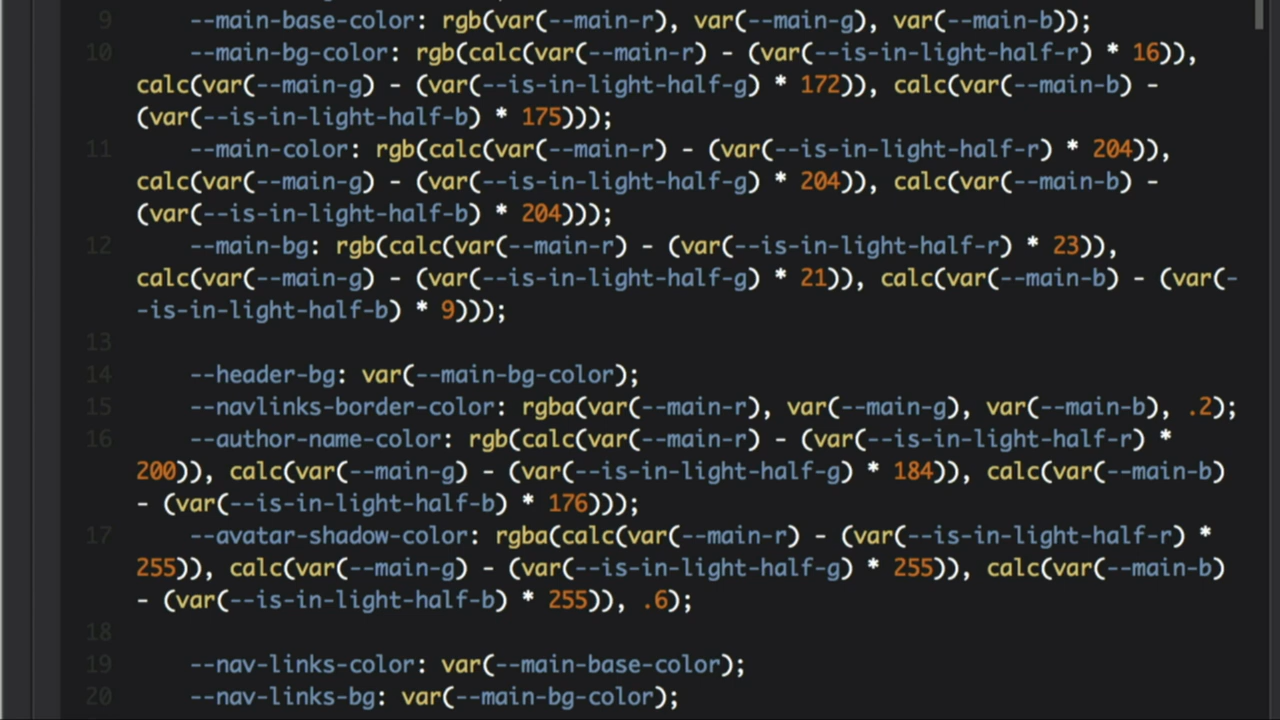 9 --main-base-color: rgb(var(--main-r), var(--main-g), var(--main-b));
10 --main-bg-color: rgb(calc(var(--main-r) - (var(--is-in-light-half-r) * 16)),
calc(var(--main-g) - (var(--is-in-light-half-g) * 172)), calc(var(--main-b) -
(var(--is-in-light-half-b) * 175)));
11 --main-color: rgb(calc(var(--main-r) - (var(--is-in-light-half-r) * 204)),
calc(var(--main-g) - (var(--is-in-light-half-g) * 204)), calc(var(--main-b) -
(var(--is-in-light-half-b) * 204)));
12 --main-bg: rgb(calc(var(--main-r) - (var(--is-in-light-half-r) * 23)),
calc(var(--main-g) - (var(--is-in-light-half-g) * 21)), calc(var(--main-b) - (var(-
-is-in-light-half-b) * 9)));
13
14 --header-bg: var(--main-bg-color);
15 --navlinks-border-color: rgba(var(--main-r), var(--main-g), var(--main-b), .2);
16 --author-name-color: rgb(calc(var(--main-r) - (var(--is-in-light-half-r) *
200)), calc(var(--main-g) - (var(--is-in-light-half-g) * 184)), calc(var(--main-b)
- (var(--is-in-light-half-b) * 176)));
17 --avatar-shadow-color: rgba(calc(var(--main-r) - (var(--is-in-light-half-r) *
255)), calc(var(--main-g) - (var(--is-in-light-half-g) * 255)), calc(var(--main-b)
- (var(--is-in-light-half-b) * 255)), .6);
18
19 --nav-links-color: var(--main-base-color);
20 --nav-links-bg: var(--main-bg-color);